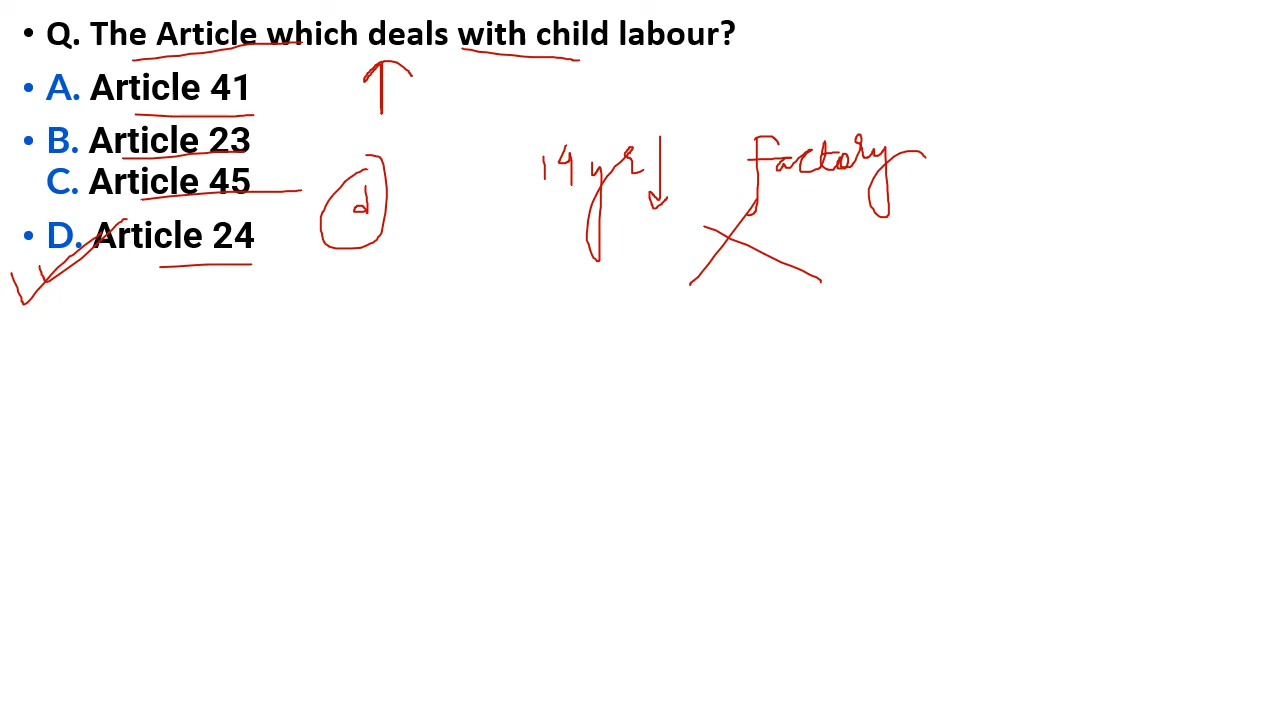 • Q. The Article which deals with child labour?
• A. Article 41
• B. Article 23
C. Article 45
• D. Article 24
d
14 yr ↓ Factory